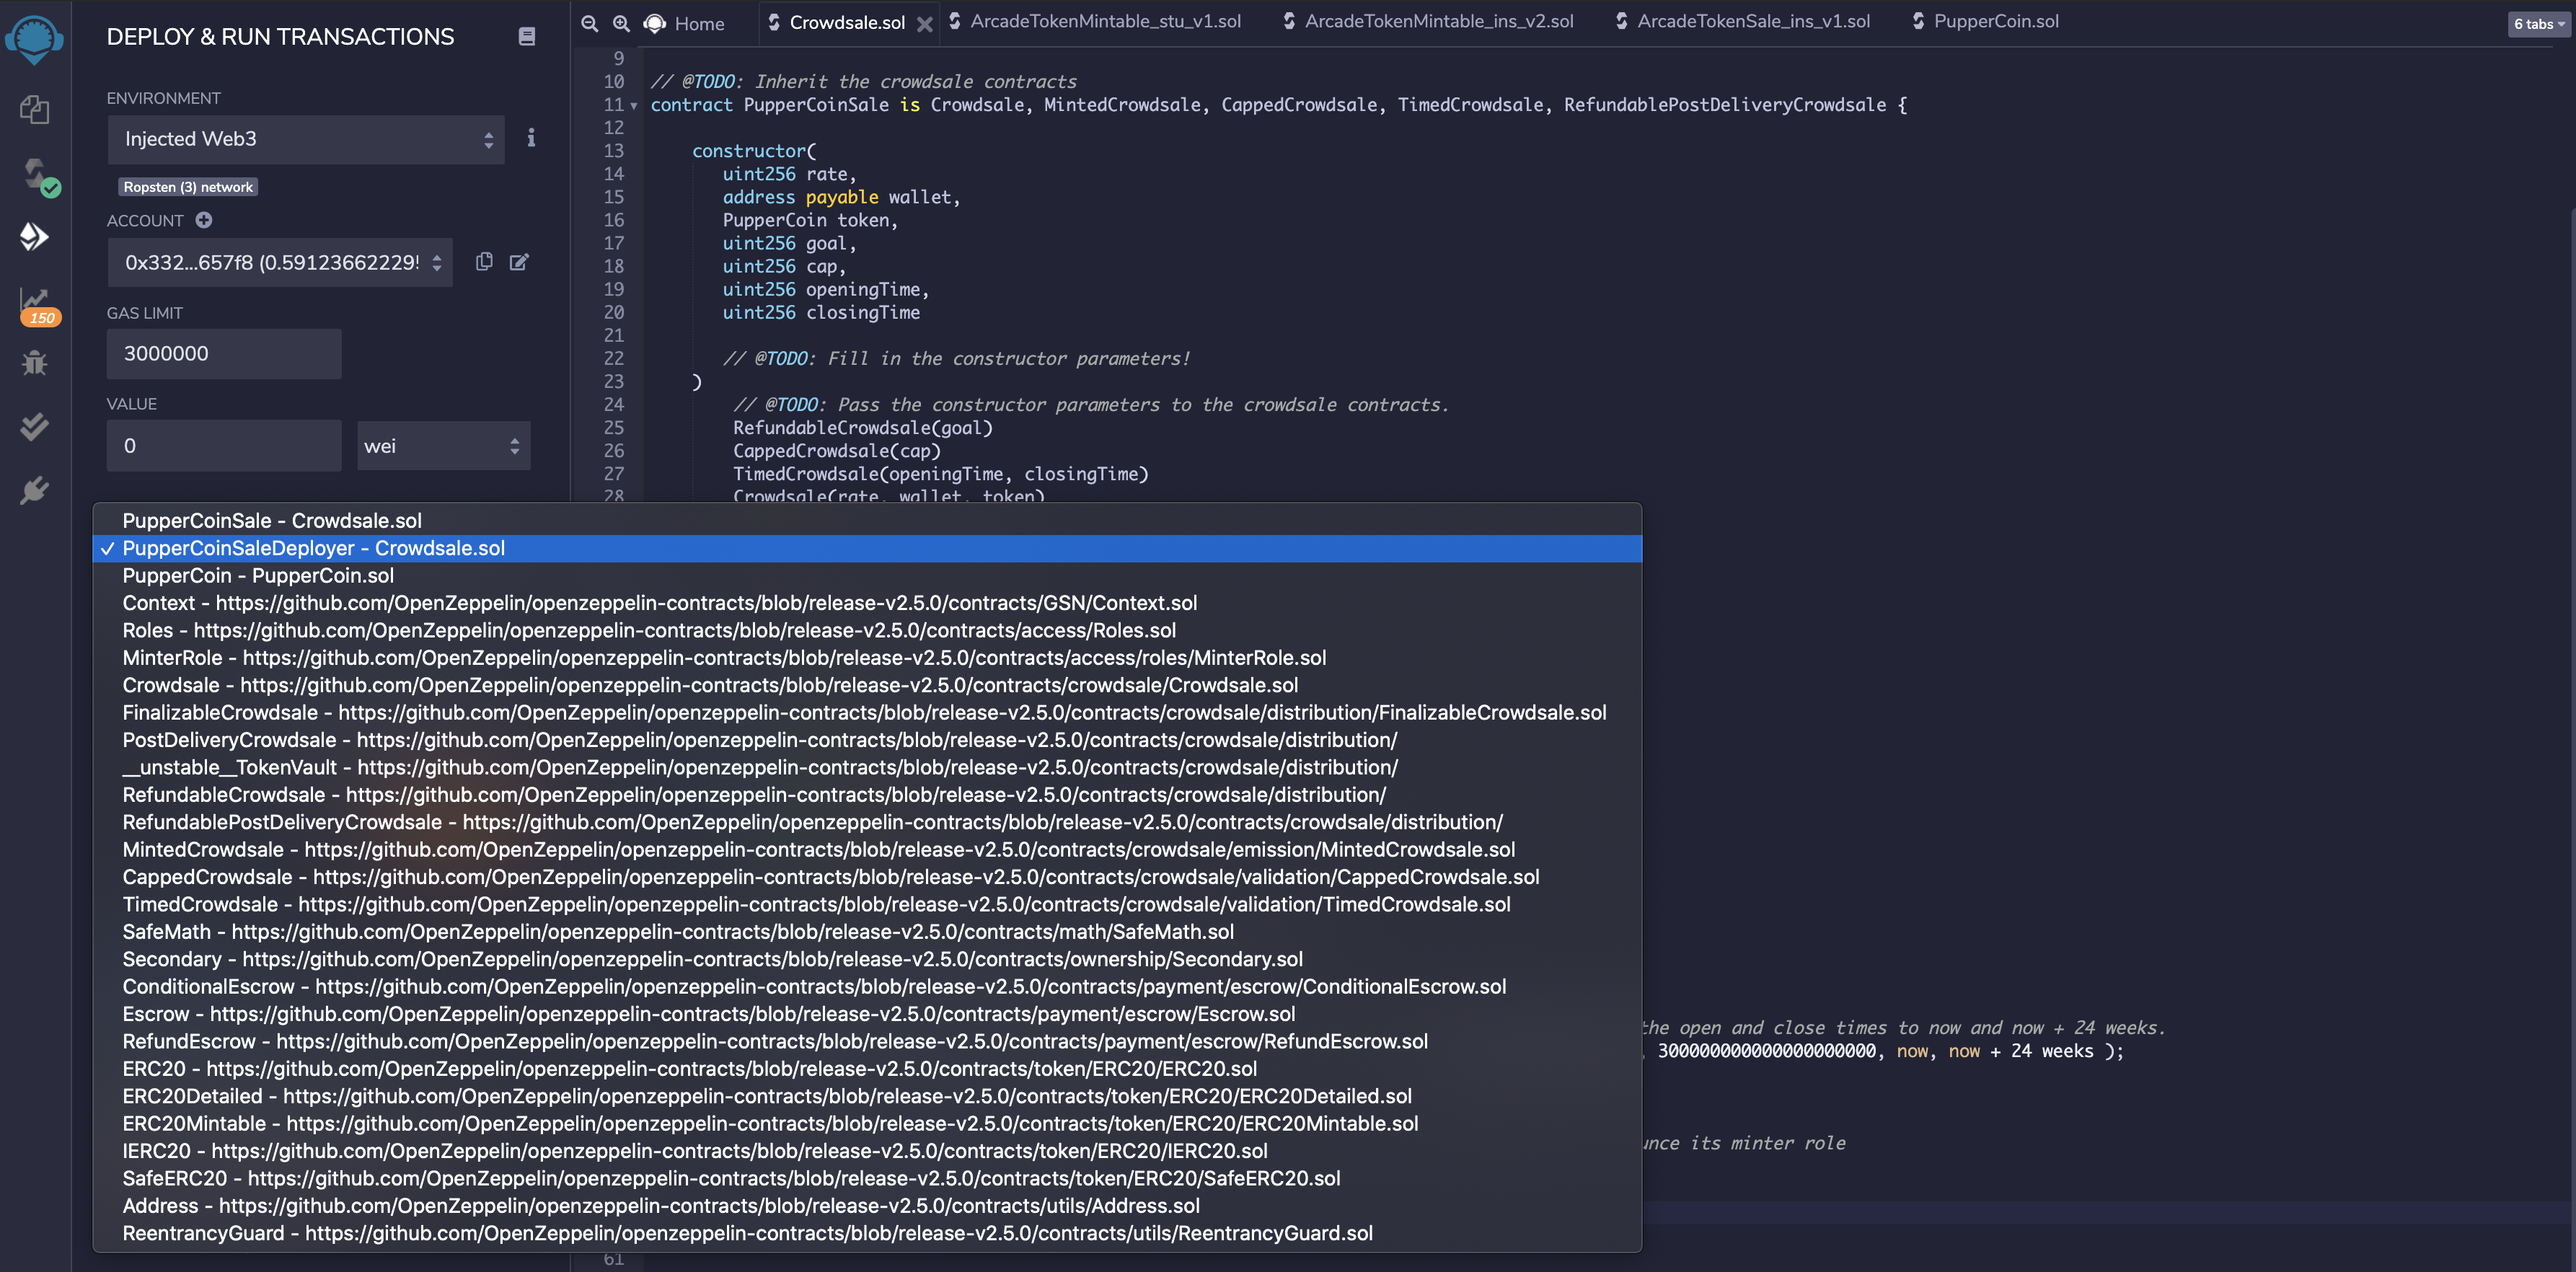 DEPLOY & RUN TRANSACTIONS
ENVIRONMENT
Injected Web3
Ropsten (3) network
ACCOUNT
0x332...657f8 (0.59123662229
GAS LIMIT
3000000
VALUE
0
wei
150
Home
Crowdsale.sol
ArcadeTokenMintable_stu_v1.sol
ArcadeTokenMintable_ins_v2.sol
ArcadeTokenSale_ins_v1.sol
PupperCoin.sol
6 tabs
9
10 // @TODO: Inherit the crowdsale contracts
11 contract PupperCoinSale is Crowdsale, MintedCrowdsale, CappedCrowdsale, TimedCrowdsale, RefundablePostDeliveryCrowdsale {
12
13 constructor(
14 uint256 rate,
15 address payable wallet,
16 PupperCoin token,
17 uint256 goal,
18 uint256 cap,
19 uint256 openingTime,
20 uint256 closingTime
21
22 // @TODO: Fill in the constructor parameters!
23 )
24 // @TODO: Pass the constructor parameters to the crowdsale contracts.
25 RefundableCrowdsale(goal)
26 CappedCrowdsale(cap)
27 TimedCrowdsale(openingTime, closingTime)
28 Crowdsale(rate, wallet, token)
PupperCoinSale - Crowdsale.sol
✓ PupperCoinSaleDeployer - Crowdsale.sol
PupperCoin - PupperCoin.sol
Context - https://github.com/OpenZeppelin/openzeppelin-contracts/blob/release-v2.5.0/contracts/GSN/Context.sol
Roles - https://github.com/OpenZeppelin/openzeppelin-contracts/blob/release-v2.5.0/contracts/access/Roles.sol
MinterRole - https://github.com/OpenZeppelin/openzeppelin-contracts/blob/release-v2.5.0/contracts/access/roles/MinterRole.sol
Crowdsale - https://github.com/OpenZeppelin/openzeppelin-contracts/blob/release-v2.5.0/contracts/crowdsale/Crowdsale.sol
FinalizableCrowdsale - https://github.com/OpenZeppelin/openzeppelin-contracts/blob/release-v2.5.0/contracts/crowdsale/distribution/FinalizableCrowdsale.sol
PostDeliveryCrowdsale - https://github.com/OpenZeppelin/openzeppelin-contracts/blob/release-v2.5.0/contracts/crowdsale/distribution/
__unstable__TokenVault - https://github.com/OpenZeppelin/openzeppelin-contracts/blob/release-v2.5.0/contracts/crowdsale/distribution/
RefundableCrowdsale - https://github.com/OpenZeppelin/openzeppelin-contracts/blob/release-v2.5.0/contracts/crowdsale/distribution/
RefundablePostDeliveryCrowdsale - https://github.com/OpenZeppelin/openzeppelin-contracts/blob/release-v2.5.0/contracts/crowdsale/distribution/
MintedCrowdsale - https://github.com/OpenZeppelin/openzeppelin-contracts/blob/release-v2.5.0/contracts/crowdsale/emission/MintedCrowdsale.sol
CappedCrowdsale - https://github.com/OpenZeppelin/openzeppelin-contracts/blob/release-v2.5.0/contracts/crowdsale/validation/CappedCrowdsale.sol
TimedCrowdsale - https://github.com/OpenZeppelin/openzeppelin-contracts/blob/release-v2.5.0/contracts/crowdsale/validation/TimedCrowdsale.sol
SafeMath - https://github.com/OpenZeppelin/openzeppelin-contracts/blob/release-v2.5.0/contracts/math/SafeMath.sol
Secondary - https://github.com/OpenZeppelin/openzeppelin-contracts/blob/release-v2.5.0/contracts/ownership/Secondary.sol
ConditionalEscrow - https://github.com/OpenZeppelin/openzeppelin-contracts/blob/release-v2.5.0/contracts/payment/escrow/ConditionalEscrow.sol
Escrow - https://github.com/OpenZeppelin/openzeppelin-contracts/blob/release-v2.5.0/contracts/payment/escrow/Escrow.sol
RefundEscrow - https://github.com/OpenZeppelin/openzeppelin-contracts/blob/release-v2.5.0/contracts/payment/escrow/RefundEscrow.sol
ERC20 - https://github.com/OpenZeppelin/openzeppelin-contracts/blob/release-v2.5.0/contracts/token/ERC20/ERC20.sol
ERC20Detailed - https://github.com/OpenZeppelin/openzeppelin-contracts/blob/release-v2.5.0/contracts/token/ERC20/ERC20Detailed.sol
ERC20Mintable - https://github.com/OpenZeppelin/openzeppelin-contracts/blob/release-v2.5.0/contracts/token/ERC20/ERC20Mintable.sol
IERC20 - https://github.com/OpenZeppelin/openzeppelin-contracts/blob/release-v2.5.0/contracts/token/ERC20/IERC20.sol
SafeERC20 - https://github.com/OpenZeppelin/openzeppelin-contracts/blob/release-v2.5.0/contracts/token/ERC20/SafeERC20.sol
Address - https://github.com/OpenZeppelin/openzeppelin-contracts/blob/release-v2.5.0/contracts/utils/Address.sol
ReentrancyGuard - https://github.com/OpenZeppelin/openzeppelin-contracts/blob/release-v2.5.0/contracts/utils/ReentrancyGuard.sol
the open and close times to now and now + 24 weeks.
, 300000000000000000000, now, now + 24 weeks );
unce its minter role
61